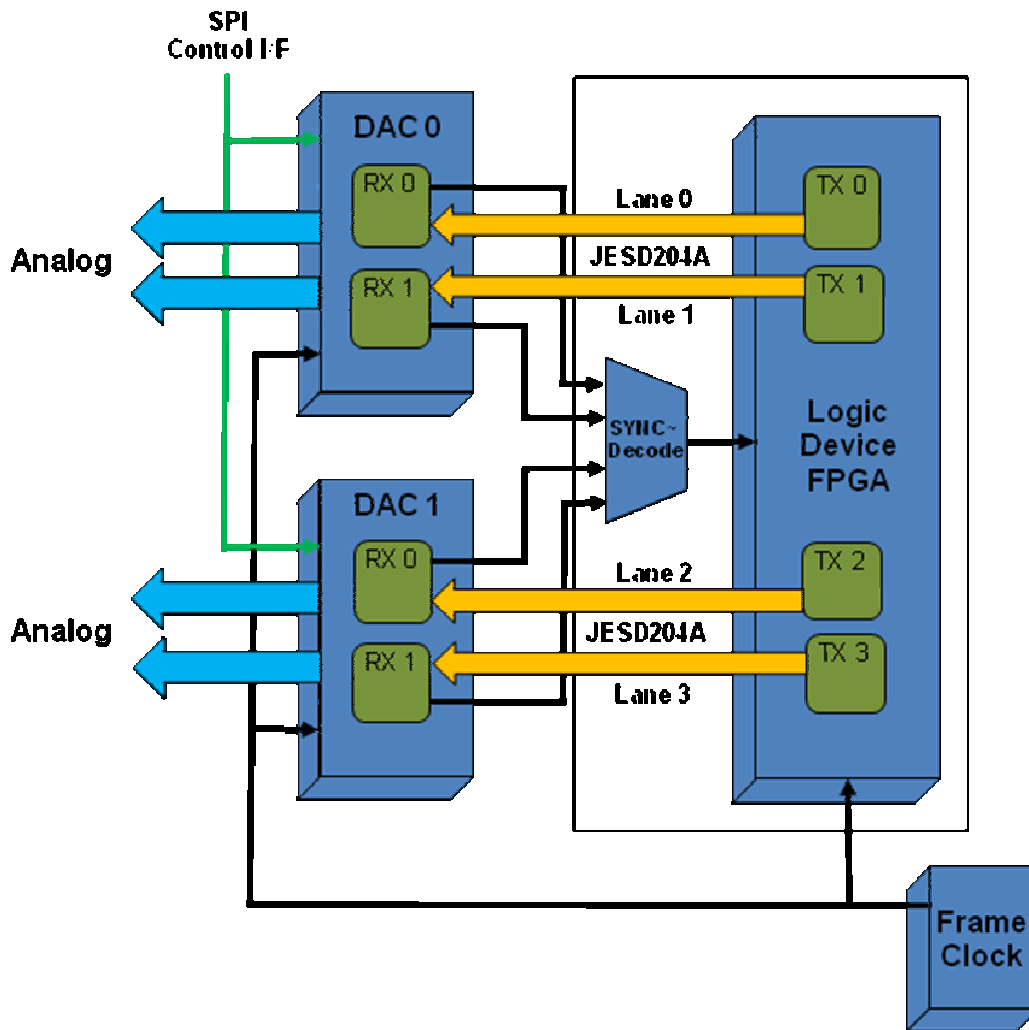 SPI
Control I/F
DAC 0
RX 0
TX 0
Lane 0
Analog
JESD204A
RX 1
TX 1
Lane 1
SYNC~
Decode
Logic
Device
FPGA
DAC 1
RX 0
TX 2
Lane 2
Analog
JESD204A
RX 1
TX 3
Lane 3
Frame
Clock